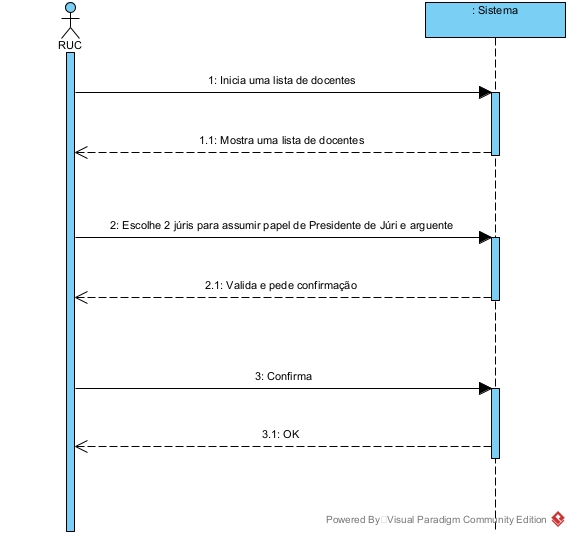 : Sistema
RUC
1: Inicia uma lista de docentes
1.1: Mostra uma lista de docentes
2: Escolhe 2 júris para assumir papel de Presidente de Júri e arguente
2.1: Valida e pede confirmação
3: Confirma
3.1: OK
Powered By Visual Paradigm Community Edition